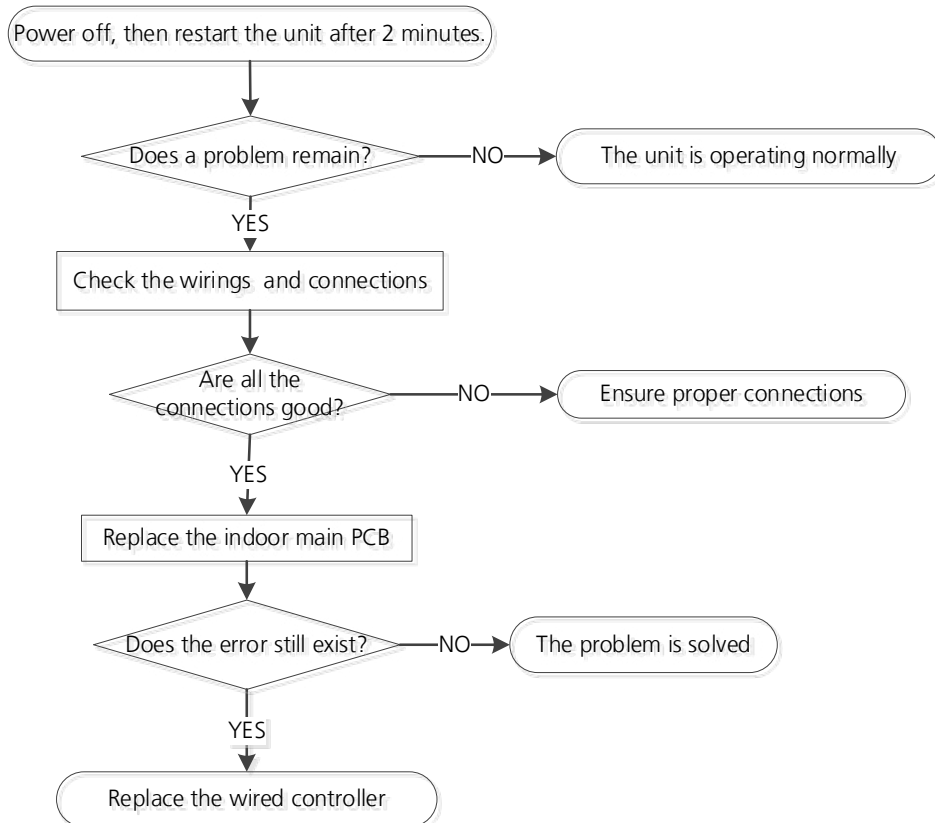 Power off, then restart the unit after 2 minutes.
Does a problem remain?
NO
The unit is operating normally
YES
Check the wirings and connections
Are all the
connections good?
NO
Ensure proper connections
YES
Replace the indoor main PCB
Does the error still exist?
NO
The problem is solved
YES
Replace the wired controller